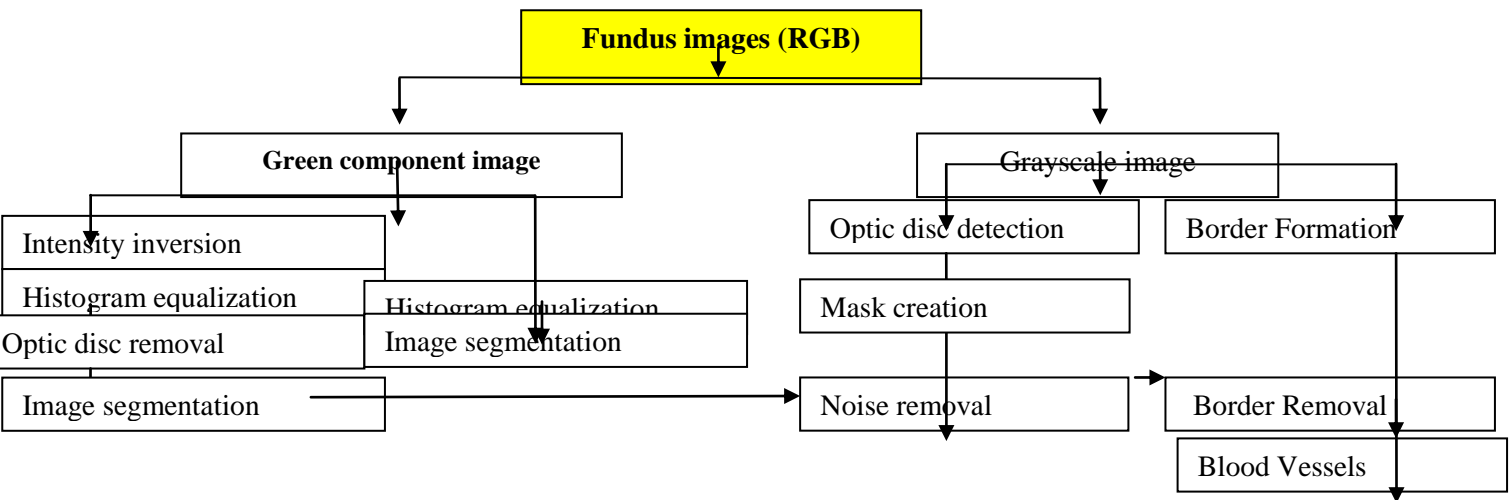 Fundus images (RGB)
Green component image
Grayscale image
Intensity inversion
Optic disc detection
Border Formation
Histogram equalization
Histogram equalization
Mask creation
Optic disc removal
Image segmentation
Image segmentation
Noise removal
Border Removal
Blood Vessels